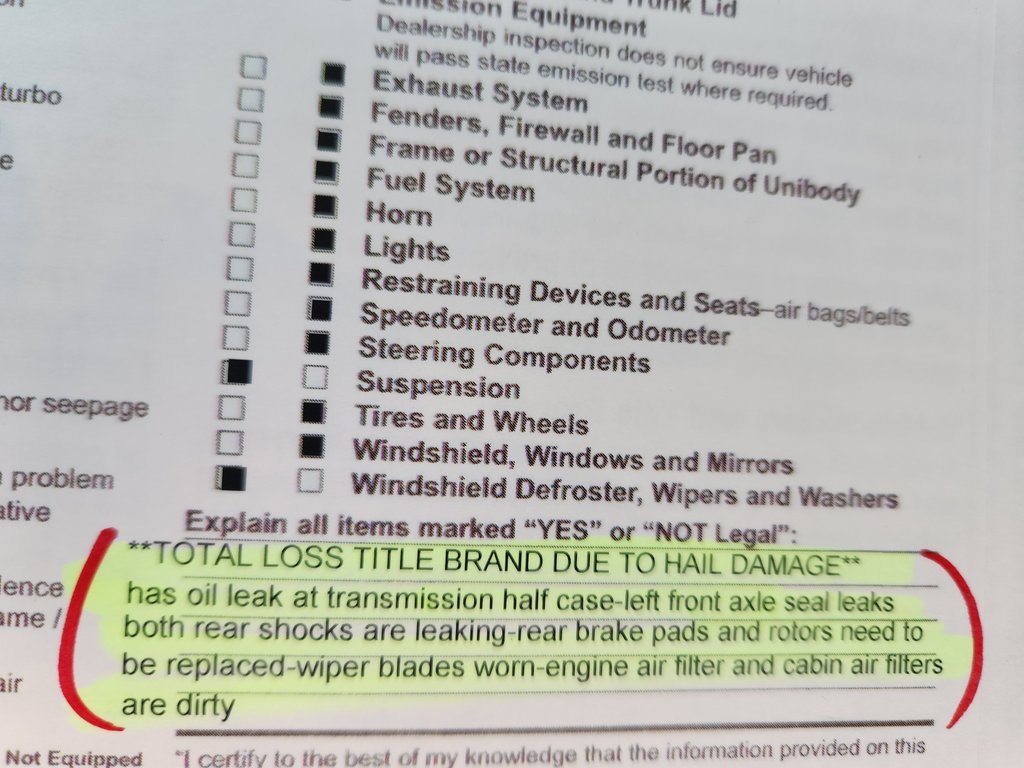 Trunk Lid
Emission Equipment
Dealership inspection does not ensure vehicle
will pass state emission test where required.
Exhaust System
turbo
Fenders, Firewall and Floor Pan
Frame or Structural Portion of Unibody
e
Fuel System
Horn
Lights
Restraining Devices and Seats–air bags/belts
Speedometer and Odometer
Steering Components
Suspension
nor seepage
Tires and Wheels
Windshield, Windows and Mirrors
problem
Windshield Defroster, Wipers and Washers
ative
Explain all items marked “YES” or “NOT Legal”:
**TOTAL LOSS TITLE BRAND DUE TO HAIL DAMAGE**
lence
has oil leak at transmission half case-left front axle seal leaks
ame /
both rear shocks are leaking-rear brake pads and rotors need to
be replaced-wiper blades worn-engine air filter and cabin air filters
air
are dirty
Not Equipped
"I certify to the best of my knowledge that the information provided on this